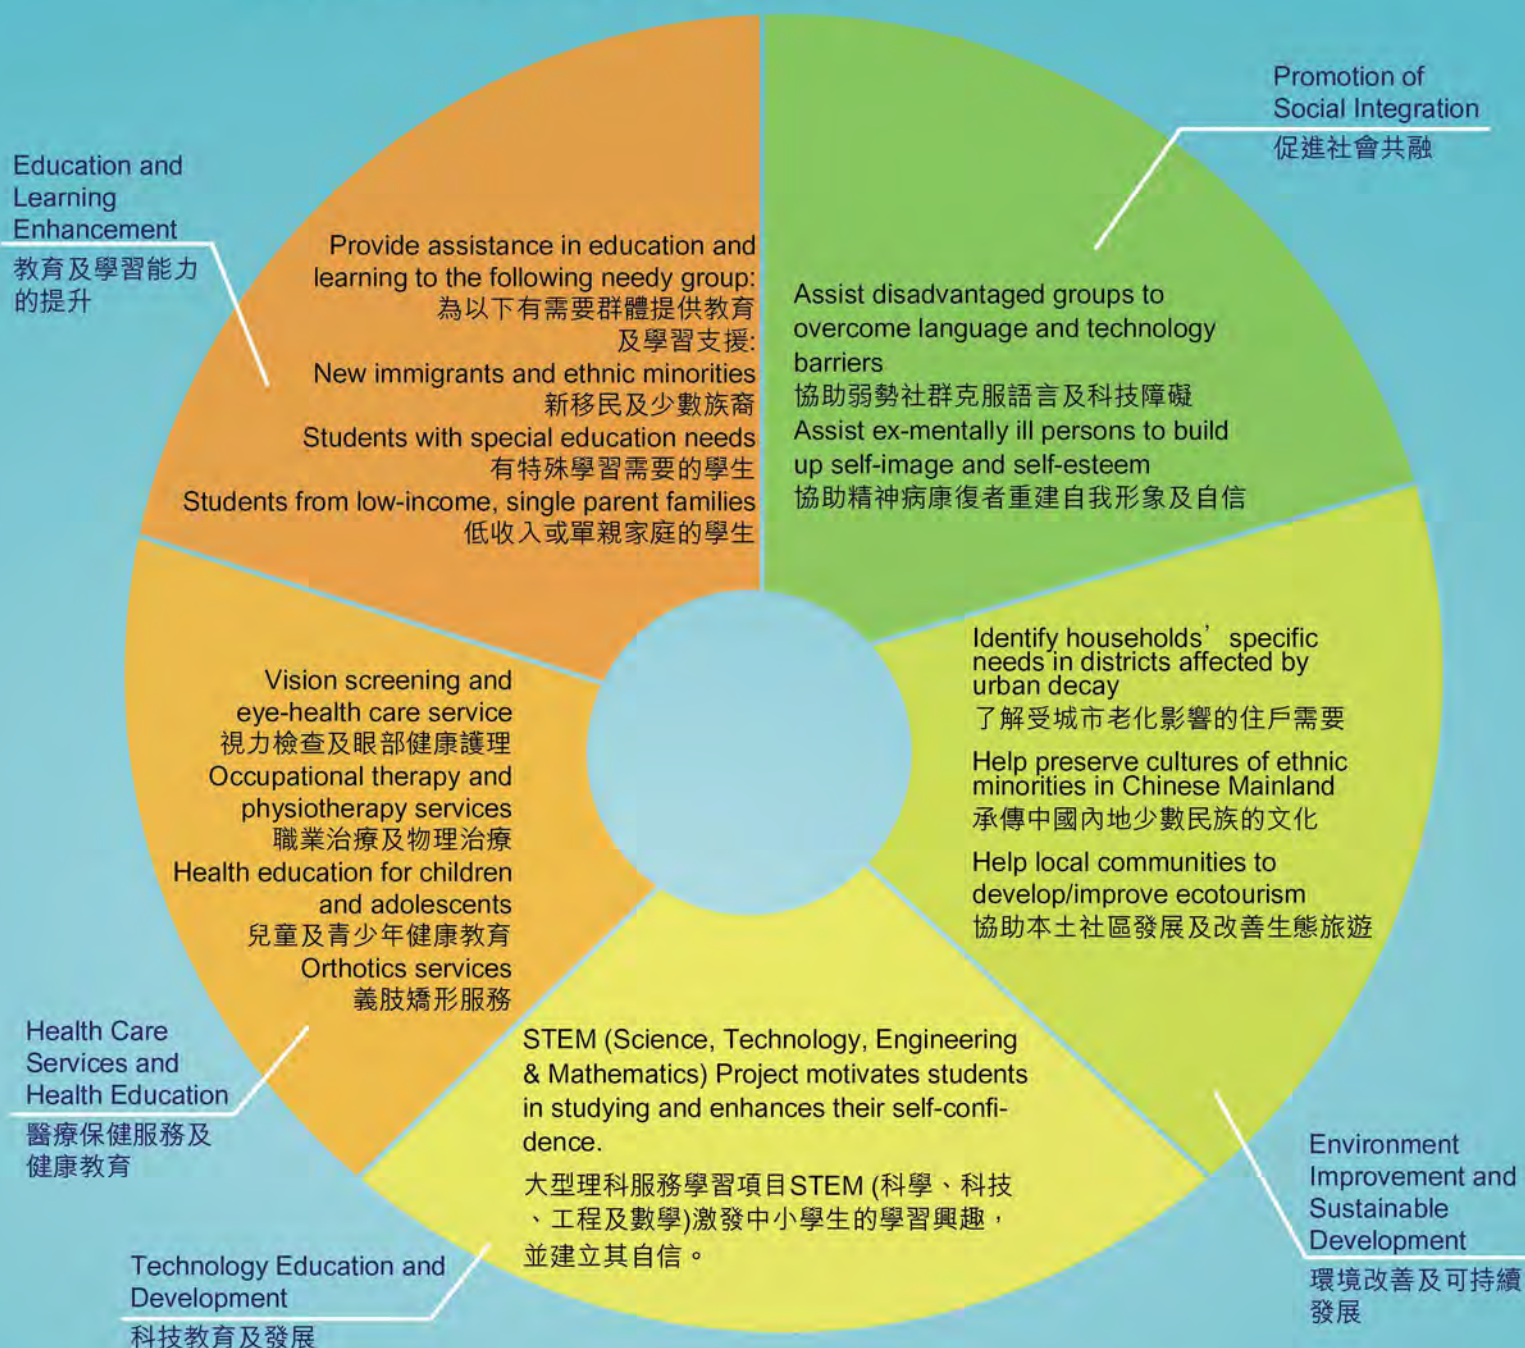 Promotion of
Social Integration
促進社會共融
Assist disadvantaged groups to
overcome language and technology
barriers
協助弱勢社群克服語言及科技障礙
Assist ex-mentally ill persons to build
up self-image and self-esteem
協助精神病康復者重建自我形象及自信
Education and
Learning
Enhancement
教育及學習能力
的提升
Provide assistance in education and
learning to the following needy group:
為以下有需要群體提供教育
及學習支援:
New immigrants and ethnic minorities
新移民及少數族裔
Students with special education needs
有特殊學習需要的學生
Students from low-income, single parent families
低收入或單親家庭的學生
Identify households’ specific
needs in districts affected by
urban decay
了解受城市老化影響的住戶需要
Help preserve cultures of ethnic
minorities in Chinese Mainland
承傳中國內地少數民族的文化
Help local communities to
develop/improve ecotourism
協助本土社區發展及改善生態旅遊
Environment
Improvement and
Sustainable
Development
環境改善及可持續
發展
Vision screening and
eye-health care service
視力檢查及眼部健康護理
Occupational therapy and
physiotherapy services
職業治療及物理治療
Health education for children
and adolescents
兒童及青少年健康教育
Orthotics services
義肢矯形服務
Health Care
Services and
Health Education
醫療保健服務及
健康教育
STEM (Science, Technology, Engineering
& Mathematics) Project motivates students
in studying and enhances their self-confi-
dence.
大型理科服務學習項目STEM (科學、科技
、工程及數學)激發中小學生的學習興趣，
並建立其自信。
Technology Education and
Development
科技教育及發展